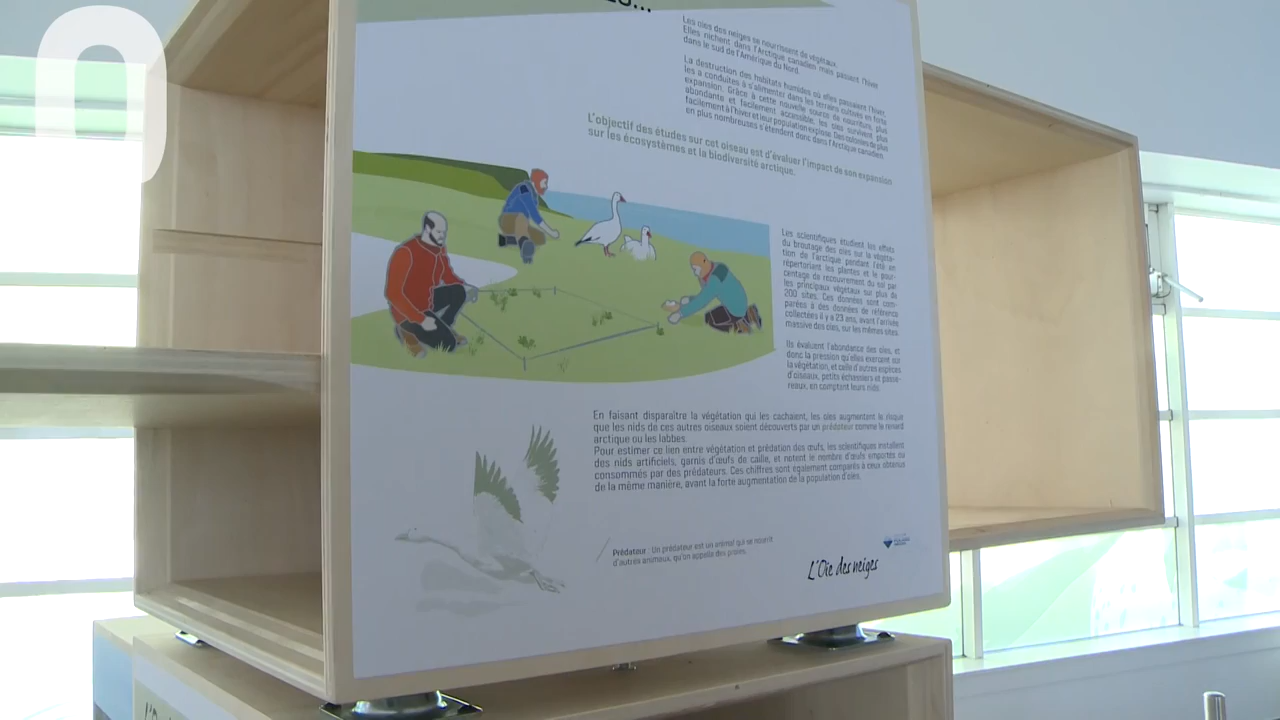 Les oies des neiges se nourrissent de végétaux.
Elles nichent dans l'Arctique canadien mais passent l'hiver
dans le sud de l'Amérique du Nord.
La destruction des habitats humides où elles passaient l'hiver,
les a conduites à s'alimenter dans les terrains cultivés en forte
expansion. Grâce à cette nouvelle source de nourriture, plus
abondante et facilement accessible, les oies survivent plus
facilement à l'hiver et leur population explose. Des colonies de plus
en plus nombreuses s'étendent donc dans l'Arctique canadien.
L'objectif des études sur cet oiseau est d'évaluer l'impact de son expansion
sur les écosystèmes et la biodiversité arctique.
Les scientifiques étudient les effets
du broutage des oies sur la végéta-
tion de l'arctique pendant l'été en
répertoriant les plantes et le pour-
centage de recouvrement du sol par
les principaux végétaux sur plus de
200 sites. Ces données sont com-
parées à des données de référence
collectées il y a 23 ans, avant l'arrivée
massive des oies, sur les mêmes sites.
Ils évaluent l'abondance des oies, et
donc la pression qu'elles exercent sur
la végétation, et celle d'autres espèces
d'oiseaux, petits échassiers et passe-
reaux, en comptant leurs nids.
En faisant disparaître la végétation qui les cachaient, les oies augmentent le risque
que les nids de ces autres oiseaux soient découverts par un prédateur comme le renard
arctique ou les labbes.
Pour estimer ce lien entre végétation et prédation des œufs, les scientifiques installent
des nids artificiels, garnis d'œufs de caille, et notent le nombre d'œufs emportés ou
consommés par des prédateurs. Ces chiffres sont également comparés à ceux obtenus
de la même manière, avant la forte augmentation de la population d'oies.
Prédateur : Un prédateur est un animal qui se nourrit
d'autres animaux, qu'on appelle des proies.
L'Oie des neiges